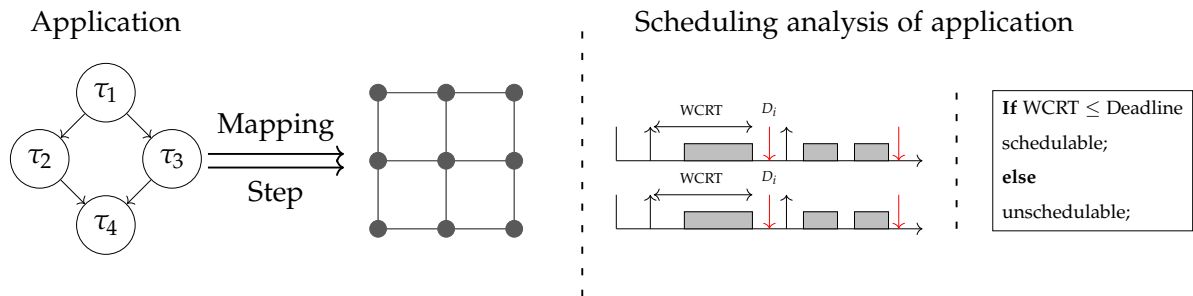 Application
τ1
τ2
τ3
τ4
Mapping
Step
Scheduling analysis of application
WCRT
Di
WCRT
Di
If WCRT ≤ Deadline
schedulable;
else
unschedulable;